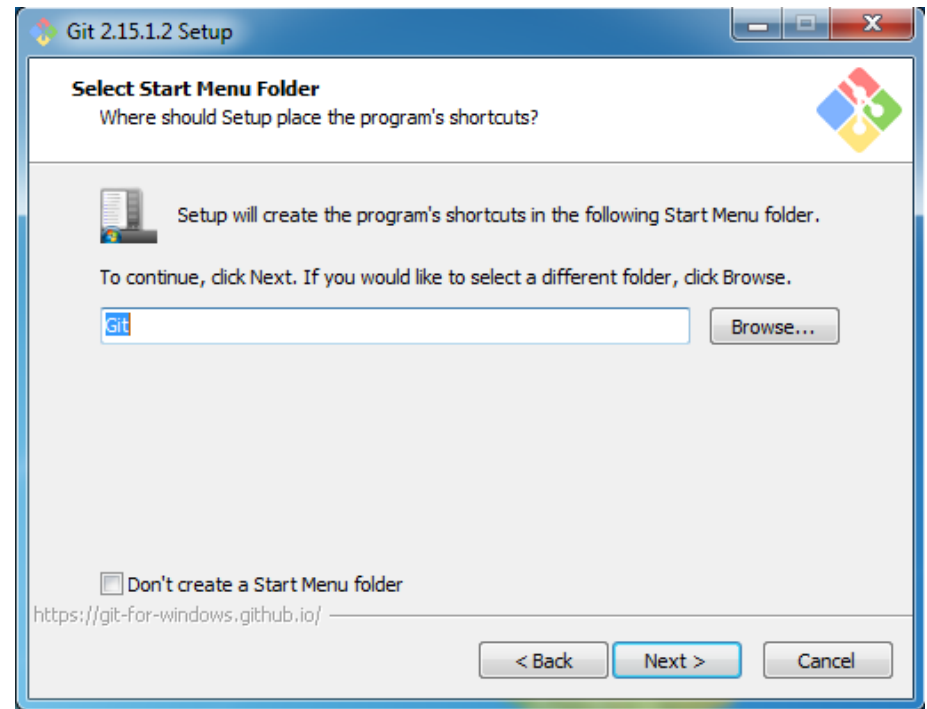 Git 2.15.1.2 Setup
Select Start Menu Folder
Where should Setup place the program's shortcuts?
Setup will create the program's shortcuts in the following Start Menu folder.
To continue, click Next. If you would like to select a different folder, click Browse.
Git
Browse...
Don't create a Start Menu folder
https://git-for-windows.github.io/
< Back
Next >
Cancel